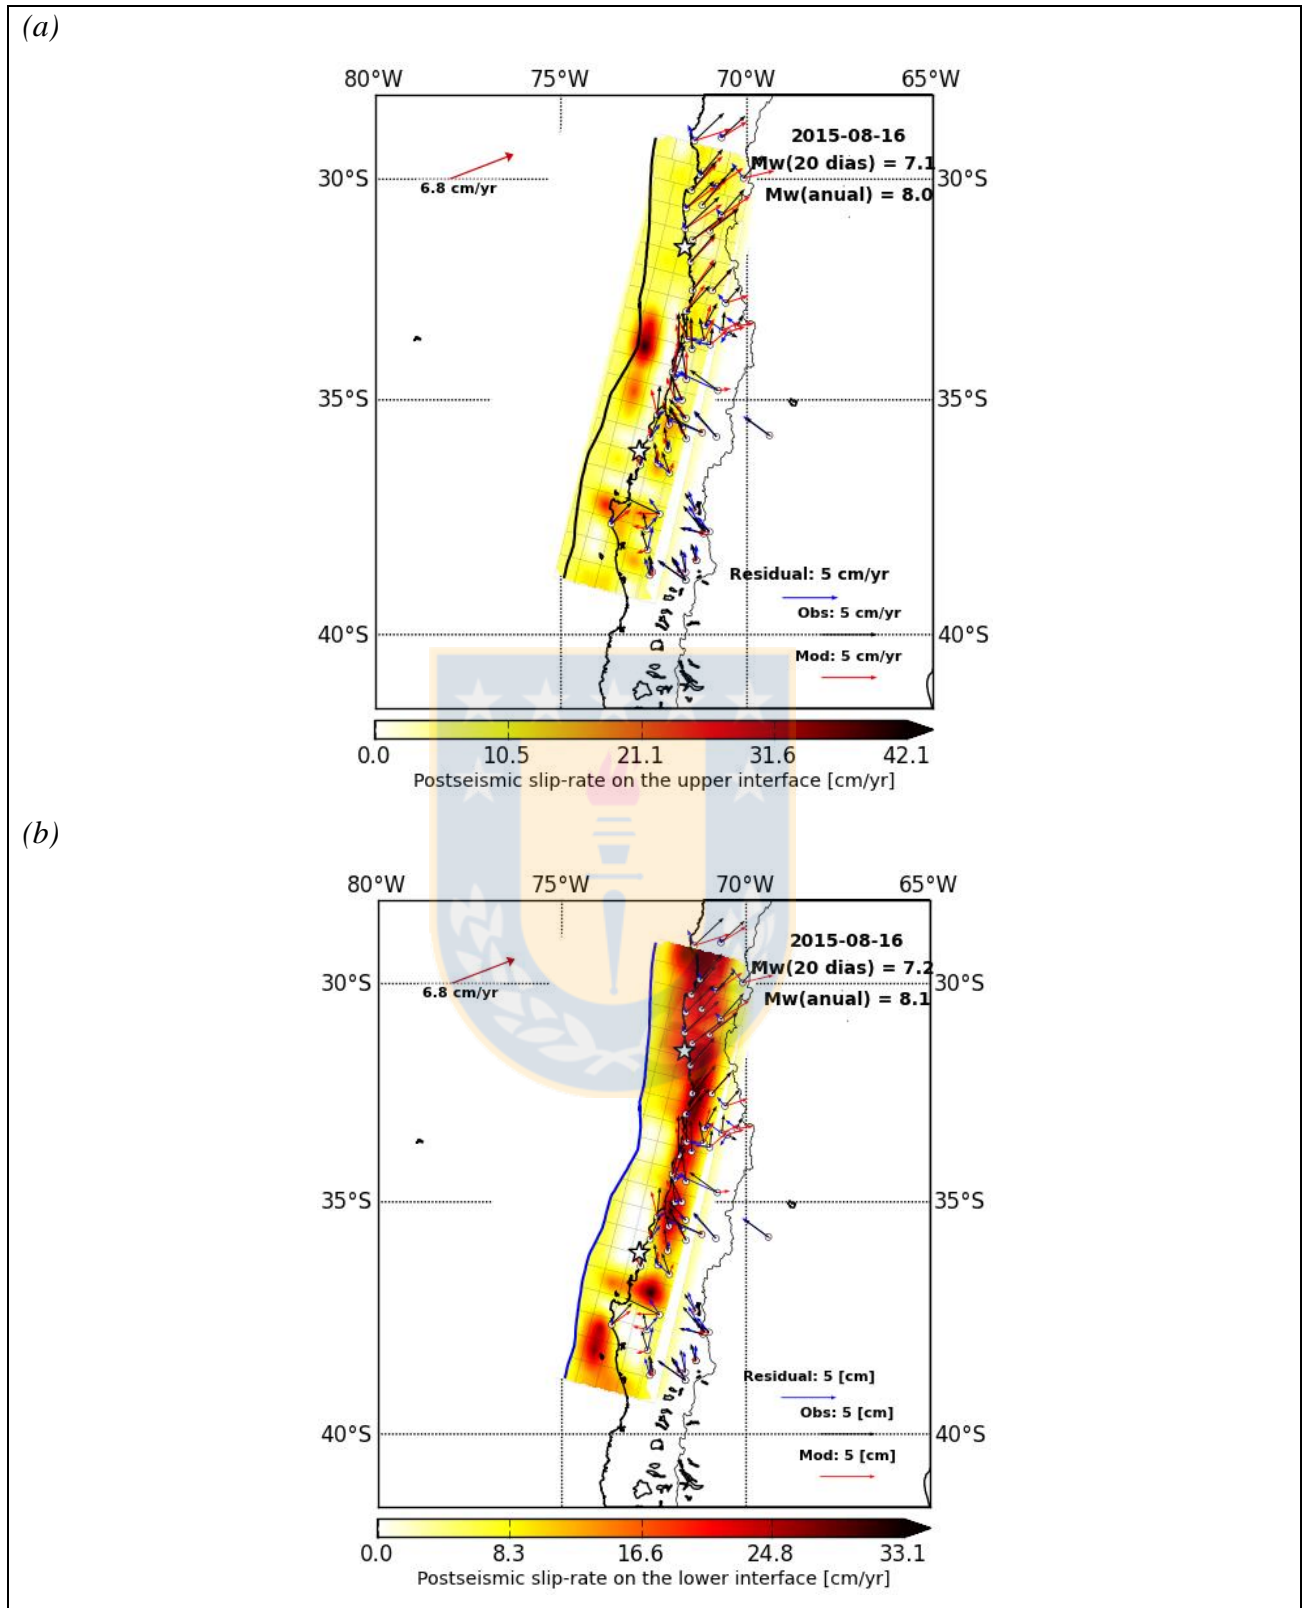 (a)
80°W 75°W 70°W 65°W
2015-08-16
Mw(20 dias) = 7.1
30°S 30°S
6.8 cm/yr
Mw(anual) = 8.0
35°S 35°S
Residual: 5 cm/yr
Obs: 5 cm/yr
40°S 40°S
Mod: 5 cm/yr
0.0 10.5 21.1 31.6 42.1
Postseismic slip-rate on the upper interface [cm/yr]
(b)
80°W 75°W 70°W 65°W
2015-08-16
Mw(20 dias) = 7.2
30°S 30°S
6.8 cm/yr
Mw(anual) = 8.1
35°S 35°S
Residual: 5 [cm]
Obs: 5 [cm]
40°S 40°S
Mod: 5 [cm]
0.0 8.3 16.6 24.8 33.1
Postseismic slip-rate on the lower interface [cm/yr]